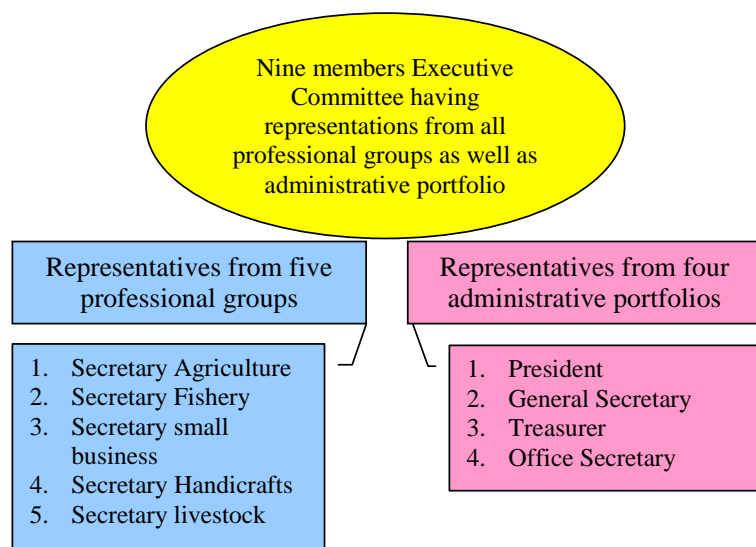 Nine members Executive
Committee having
representations from all
professional groups as well as
administrative portfolio
Representatives from five
professional groups
Representatives from four
administrative portfolios
1. Secretary Agriculture
2. Secretary Fishery
3. Secretary small
business
4. Secretary Handicrafts
5. Secretary livestock
1. President
2. General Secretary
3. Treasurer
4. Office Secretary